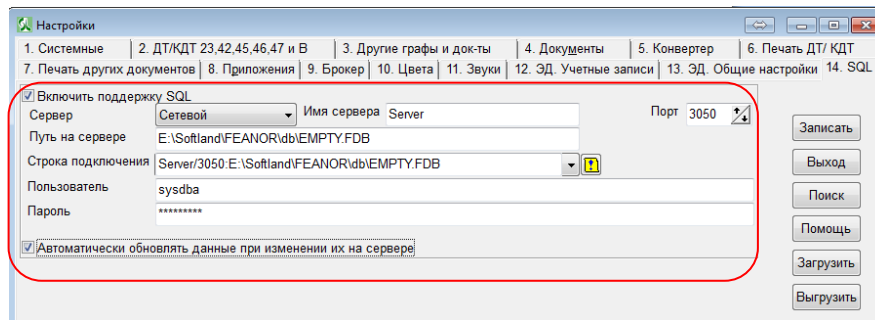 Настройки
1. Системные 2. ДТ/КДТ 23,42,45,46,47 и В 3. Другие графы и док-ты 4. Документы 5. Конвертер 6. Печать ДТ/ КДТ
7. Печать других документов 8. Приложения 9. Брокер 10. Цвета 11. Звуки 12. ЭД. Учетные записи 13. ЭД. Общие настройки 14. SQL
Включить поддержку SQL
Сервер Сетевой Имя сервера Server Порт 3050
Записать
Путь на сервере E:\Softland\FEANOR\db\EMPTY.FDB
Строка подключения Server/3050:E:\Softland\FEANOR\db\EMPTY.FDB
Выход
Пользователь sysdba
Поиск
Пароль *********
Помощь
Автоматически обновлять данные при изменении их на сервере
Загрузить
Выгрузить